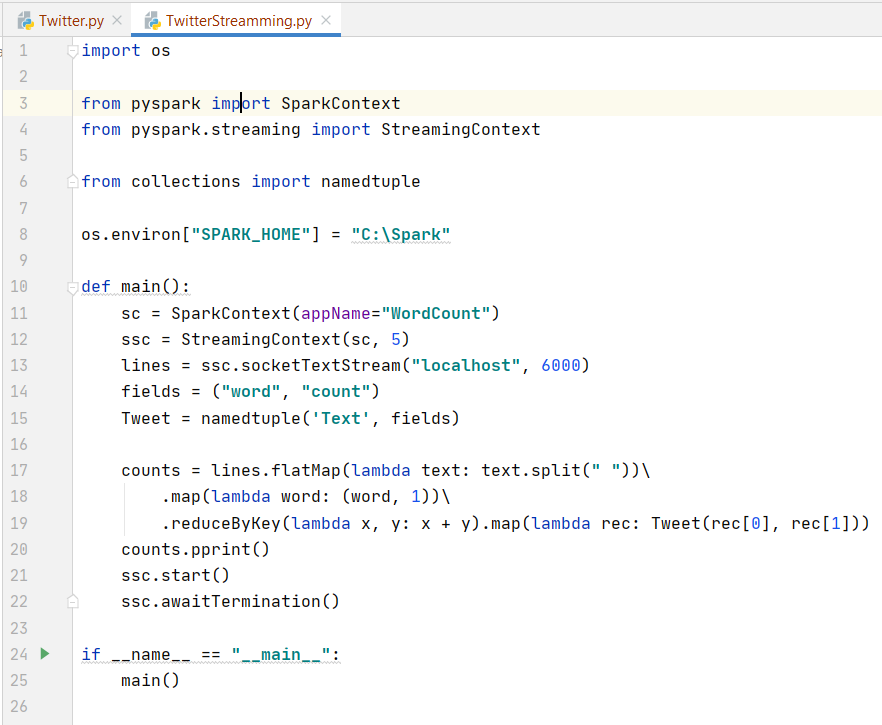 Twitter.py TwitterStreamming.py
1 import os
2
3 from pyspark import SparkContext
4 from pyspark.streaming import StreamingContext
5
6 from collections import namedtuple
7
8 os.environ["SPARK_HOME"] = "C:\Spark"
9
10 def main():
11     sc = SparkContext(appName="WordCount")
12     ssc = StreamingContext(sc, 5)
13     lines = ssc.socketTextStream("localhost", 6000)
14     fields = ("word", "count")
15     Tweet = namedtuple('Text', fields)
16
17     counts = lines.flatMap(lambda text: text.split(" "))\
18         .map(lambda word: (word, 1))\
19         .reduceByKey(lambda x, y: x + y).map(lambda rec: Tweet(rec[0], rec[1]))
20     counts.pprint()
21     ssc.start()
22     ssc.awaitTermination()
23
24 if __name__ == "__main__":
25     main()
26